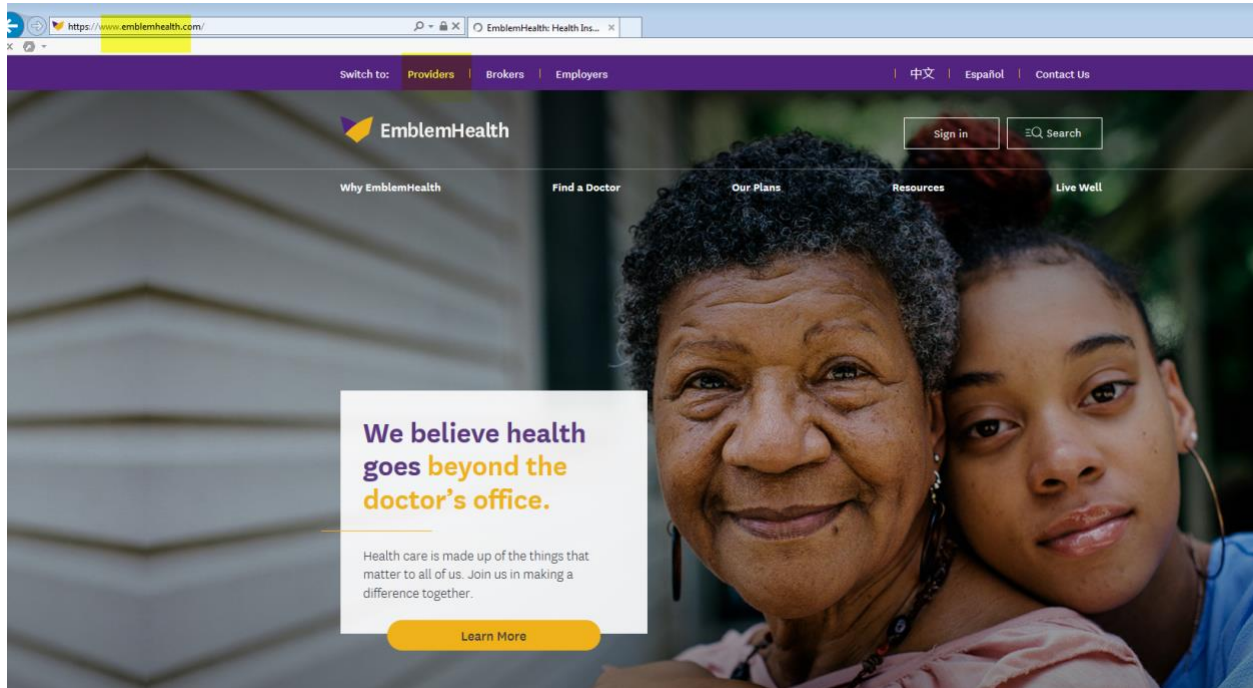 https://www.emblemhealth.com/
EmblemHealth: Health Ins...
Switch to: Providers | Brokers | Employers | 中文 | Español | Contact Us
EmblemHealth
Sign in
Search
Why EmblemHealth Find a Doctor Our Plans Resources Live Well
We believe health
goes beyond the
doctor's office.
Health care is made up of the things that
matter to all of us. Join us in making a
difference together.
Learn More